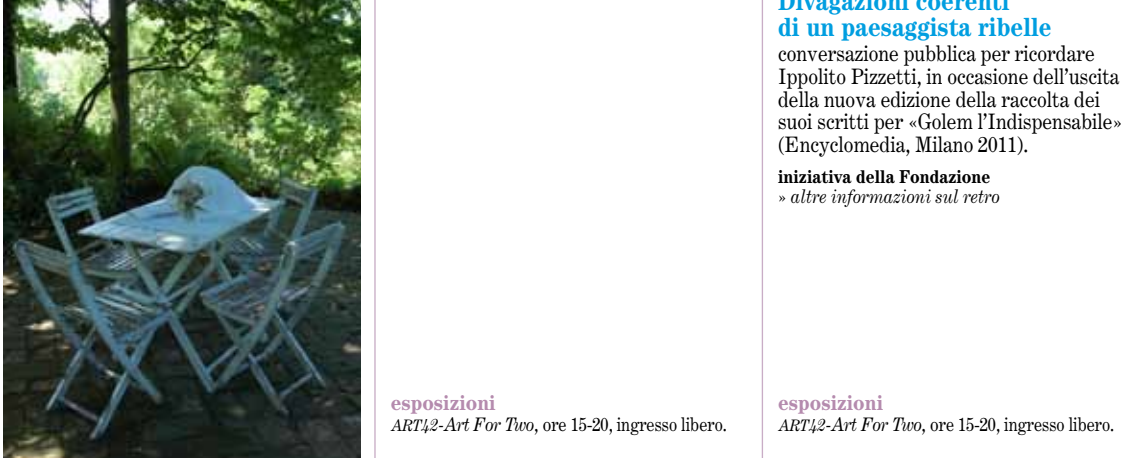 Divagazioni coerenti
di un paesaggista ribelle
conversazione pubblica per ricordare
Ippolito Pizzetti, in occasione dell'uscita
della nuova edizione della raccolta dei
suoi scritti per «Golem l'Indispensabile»
(Encyclomedia, Milano 2011).
iniziativa della Fondazione
» altre informazioni sul retro
esposizioni
ART42-Art For Two, ore 15-20, ingresso libero.
esposizioni
ART42-Art For Two, ore 15-20, ingresso libero.